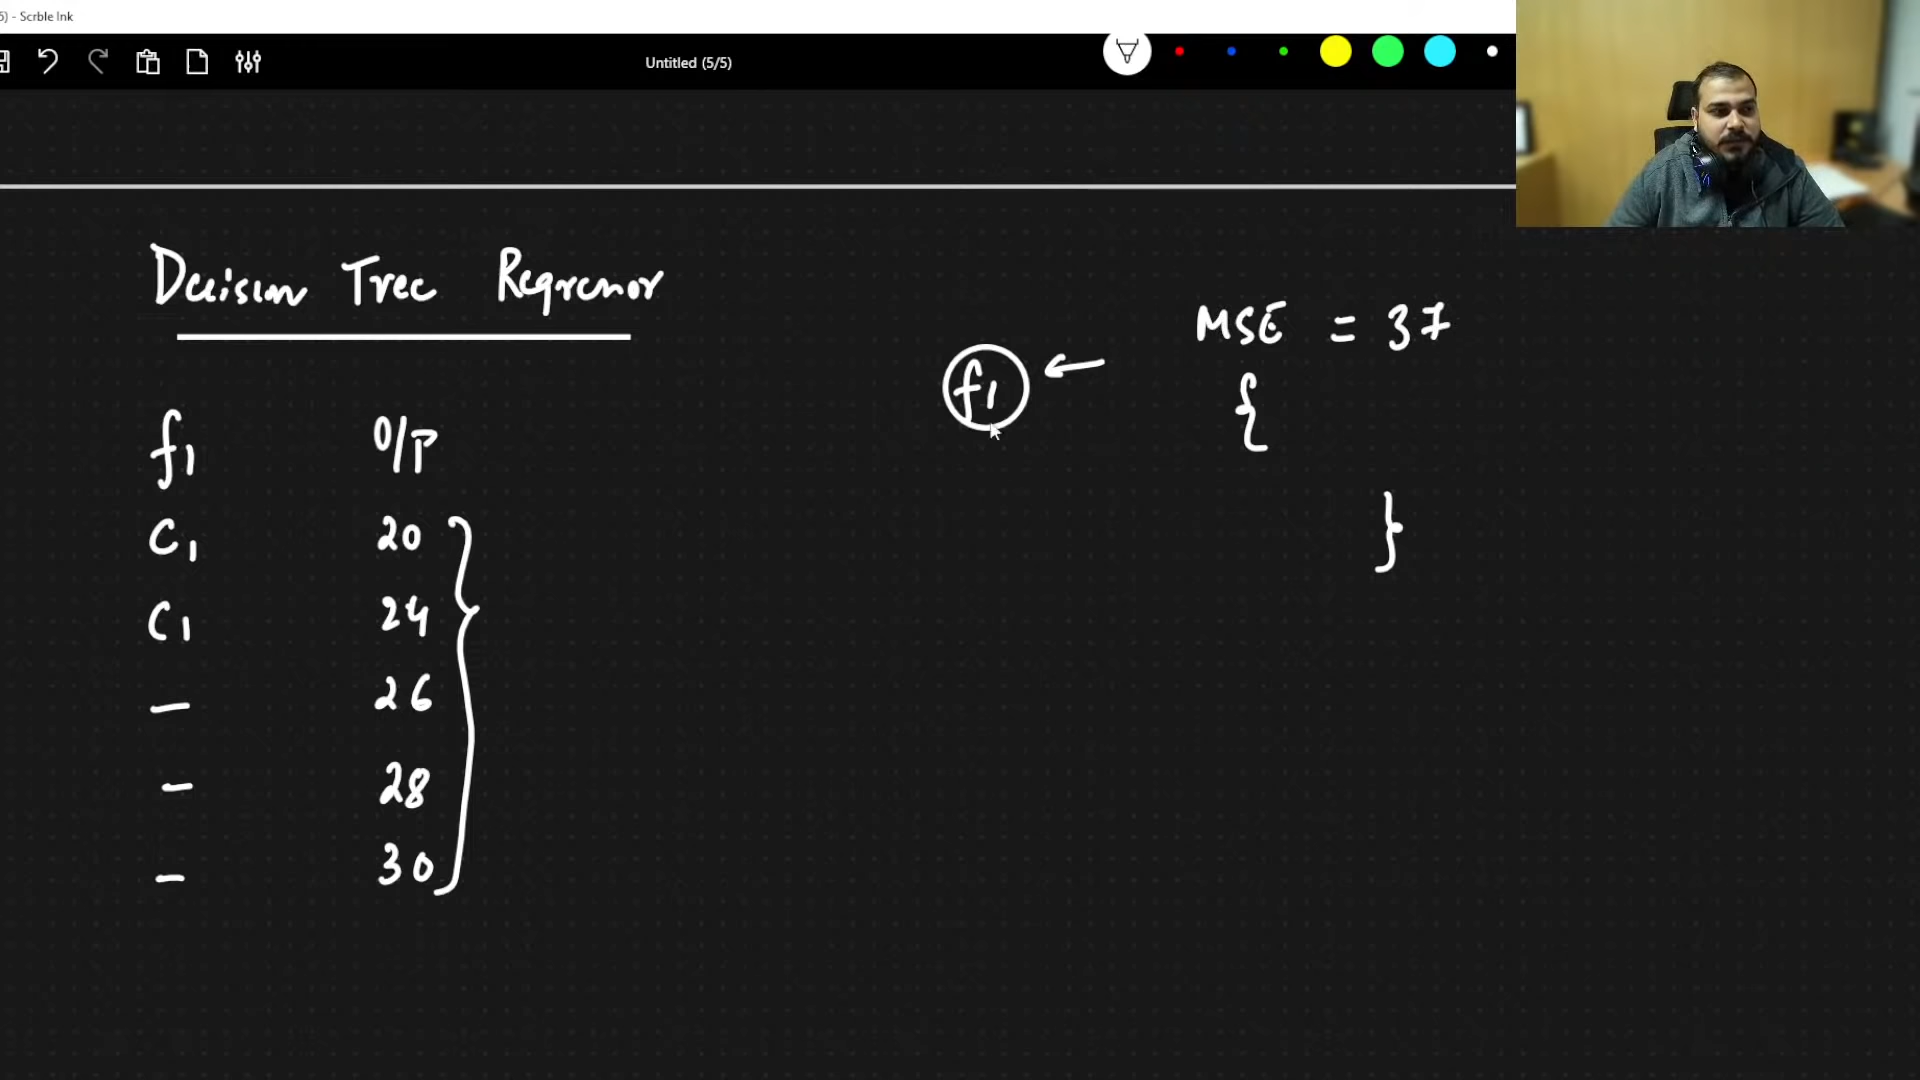 5) - Scrble Ink
Untitled (5/5)
Decision Tree Regressor
MSE = 37
f1
{
f1 O/P
}
C1 20
C1 24
— 26
- 28
- 30